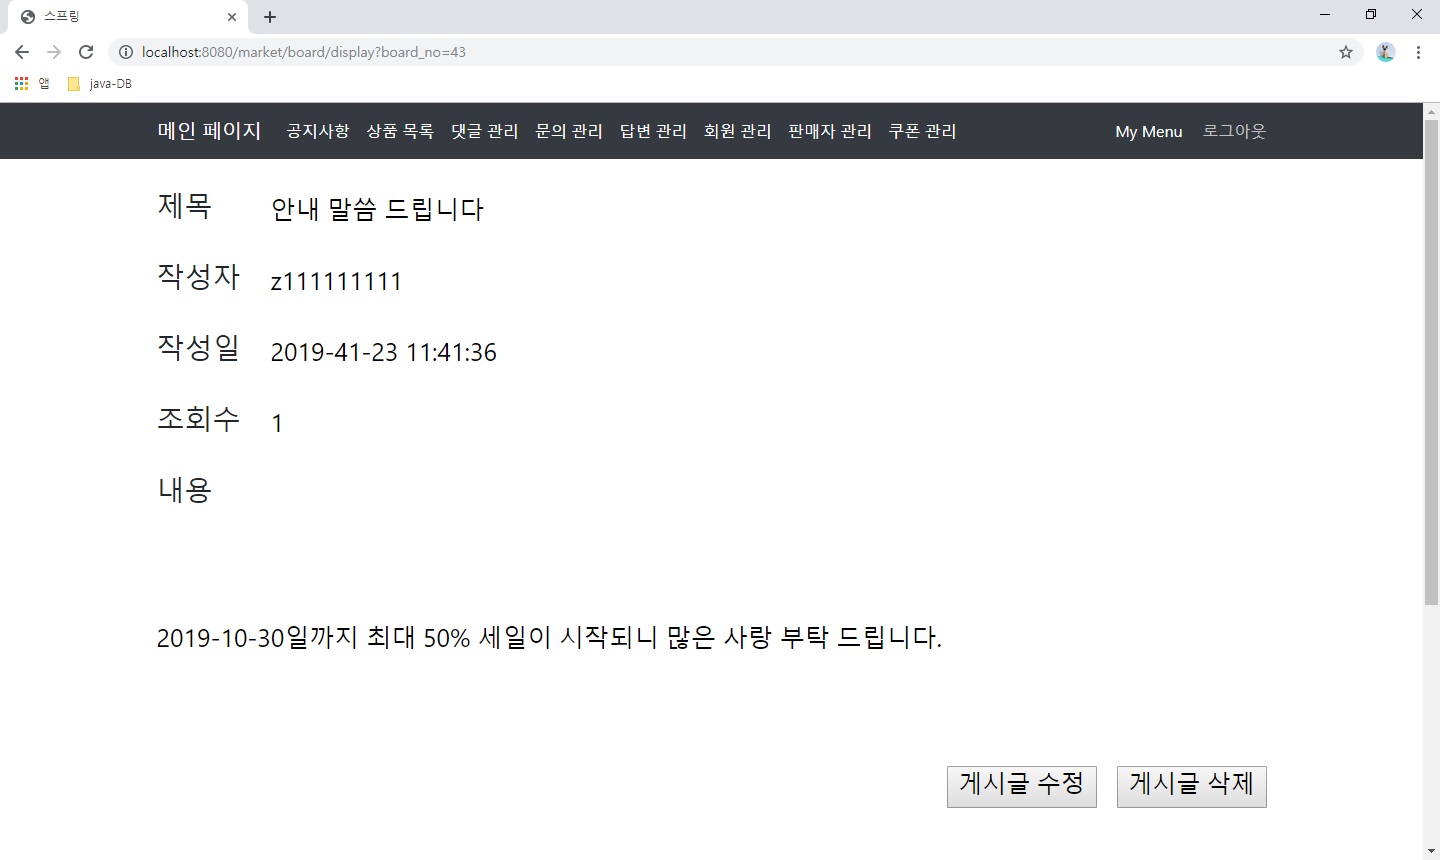 스프링
localhost:8080/market/board/display?board_no=43
앱 java-DB
메인 페이지 공지사항 상품 목록 댓글 관리 문의 관리 답변 관리 회원 관리 판매자 관리 쿠폰 관리 My Menu 로그아웃
제목 안내 말씀 드립니다
작성자 z111111111
작성일 2019-41-23 11:41:36
조회수 1
내용
2019-10-30일까지 최대 50% 세일이 시작되니 많은 사랑 부탁 드립니다.
게시글 수정 게시글 삭제